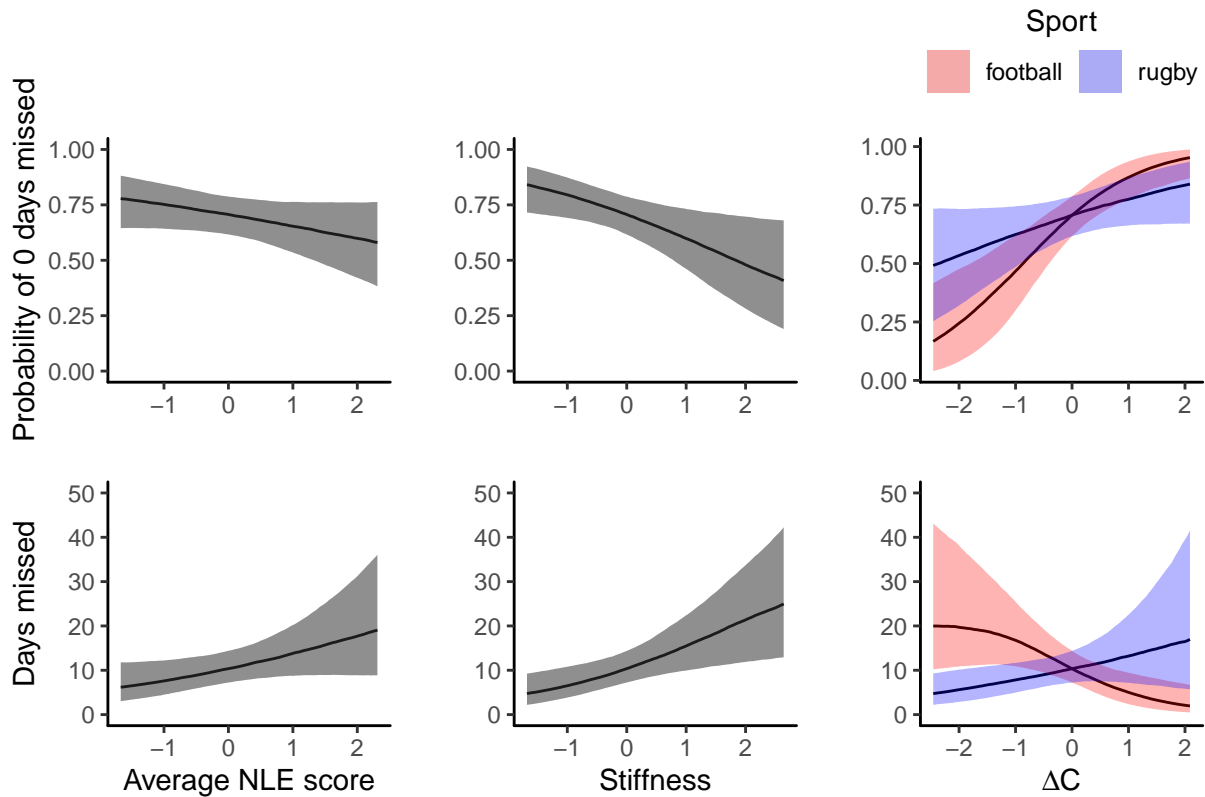 Sport
football rugby
Probability of 0 days missed
1.00
0.75
0.50
0.25
0.00
−1 0 1 2
1.00
0.75
0.50
0.25
0.00
−1 0 1 2
1.00
0.75
0.50
0.25
0.00
−2 −1 0 1 2
Days missed
50
40
30
20
10
0
−1 0 1 2
Average NLE score
50
40
30
20
10
0
−1 0 1 2
Stiffness
50
40
30
20
10
0
−2 −1 0 1 2
ΔC